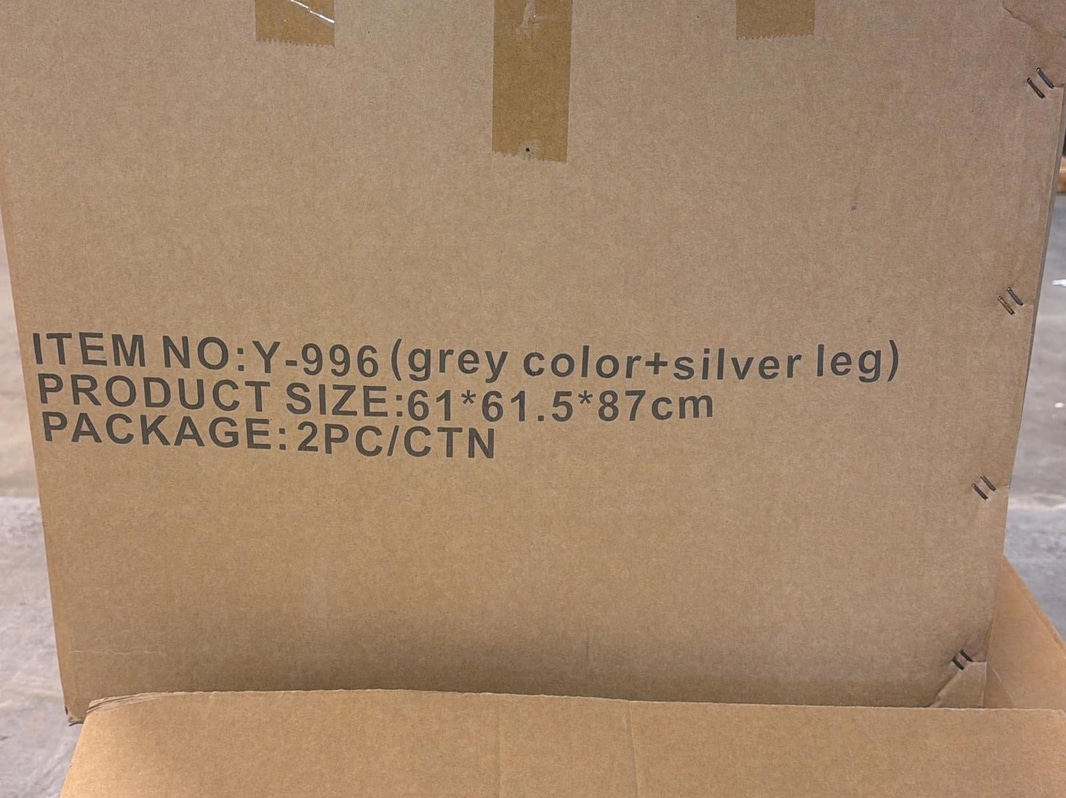 ITEM NO:Y-996(grey color+silver leg)
PRODUCT SIZE:61*61.5*87cm
PACKAGE:2PC/CTN